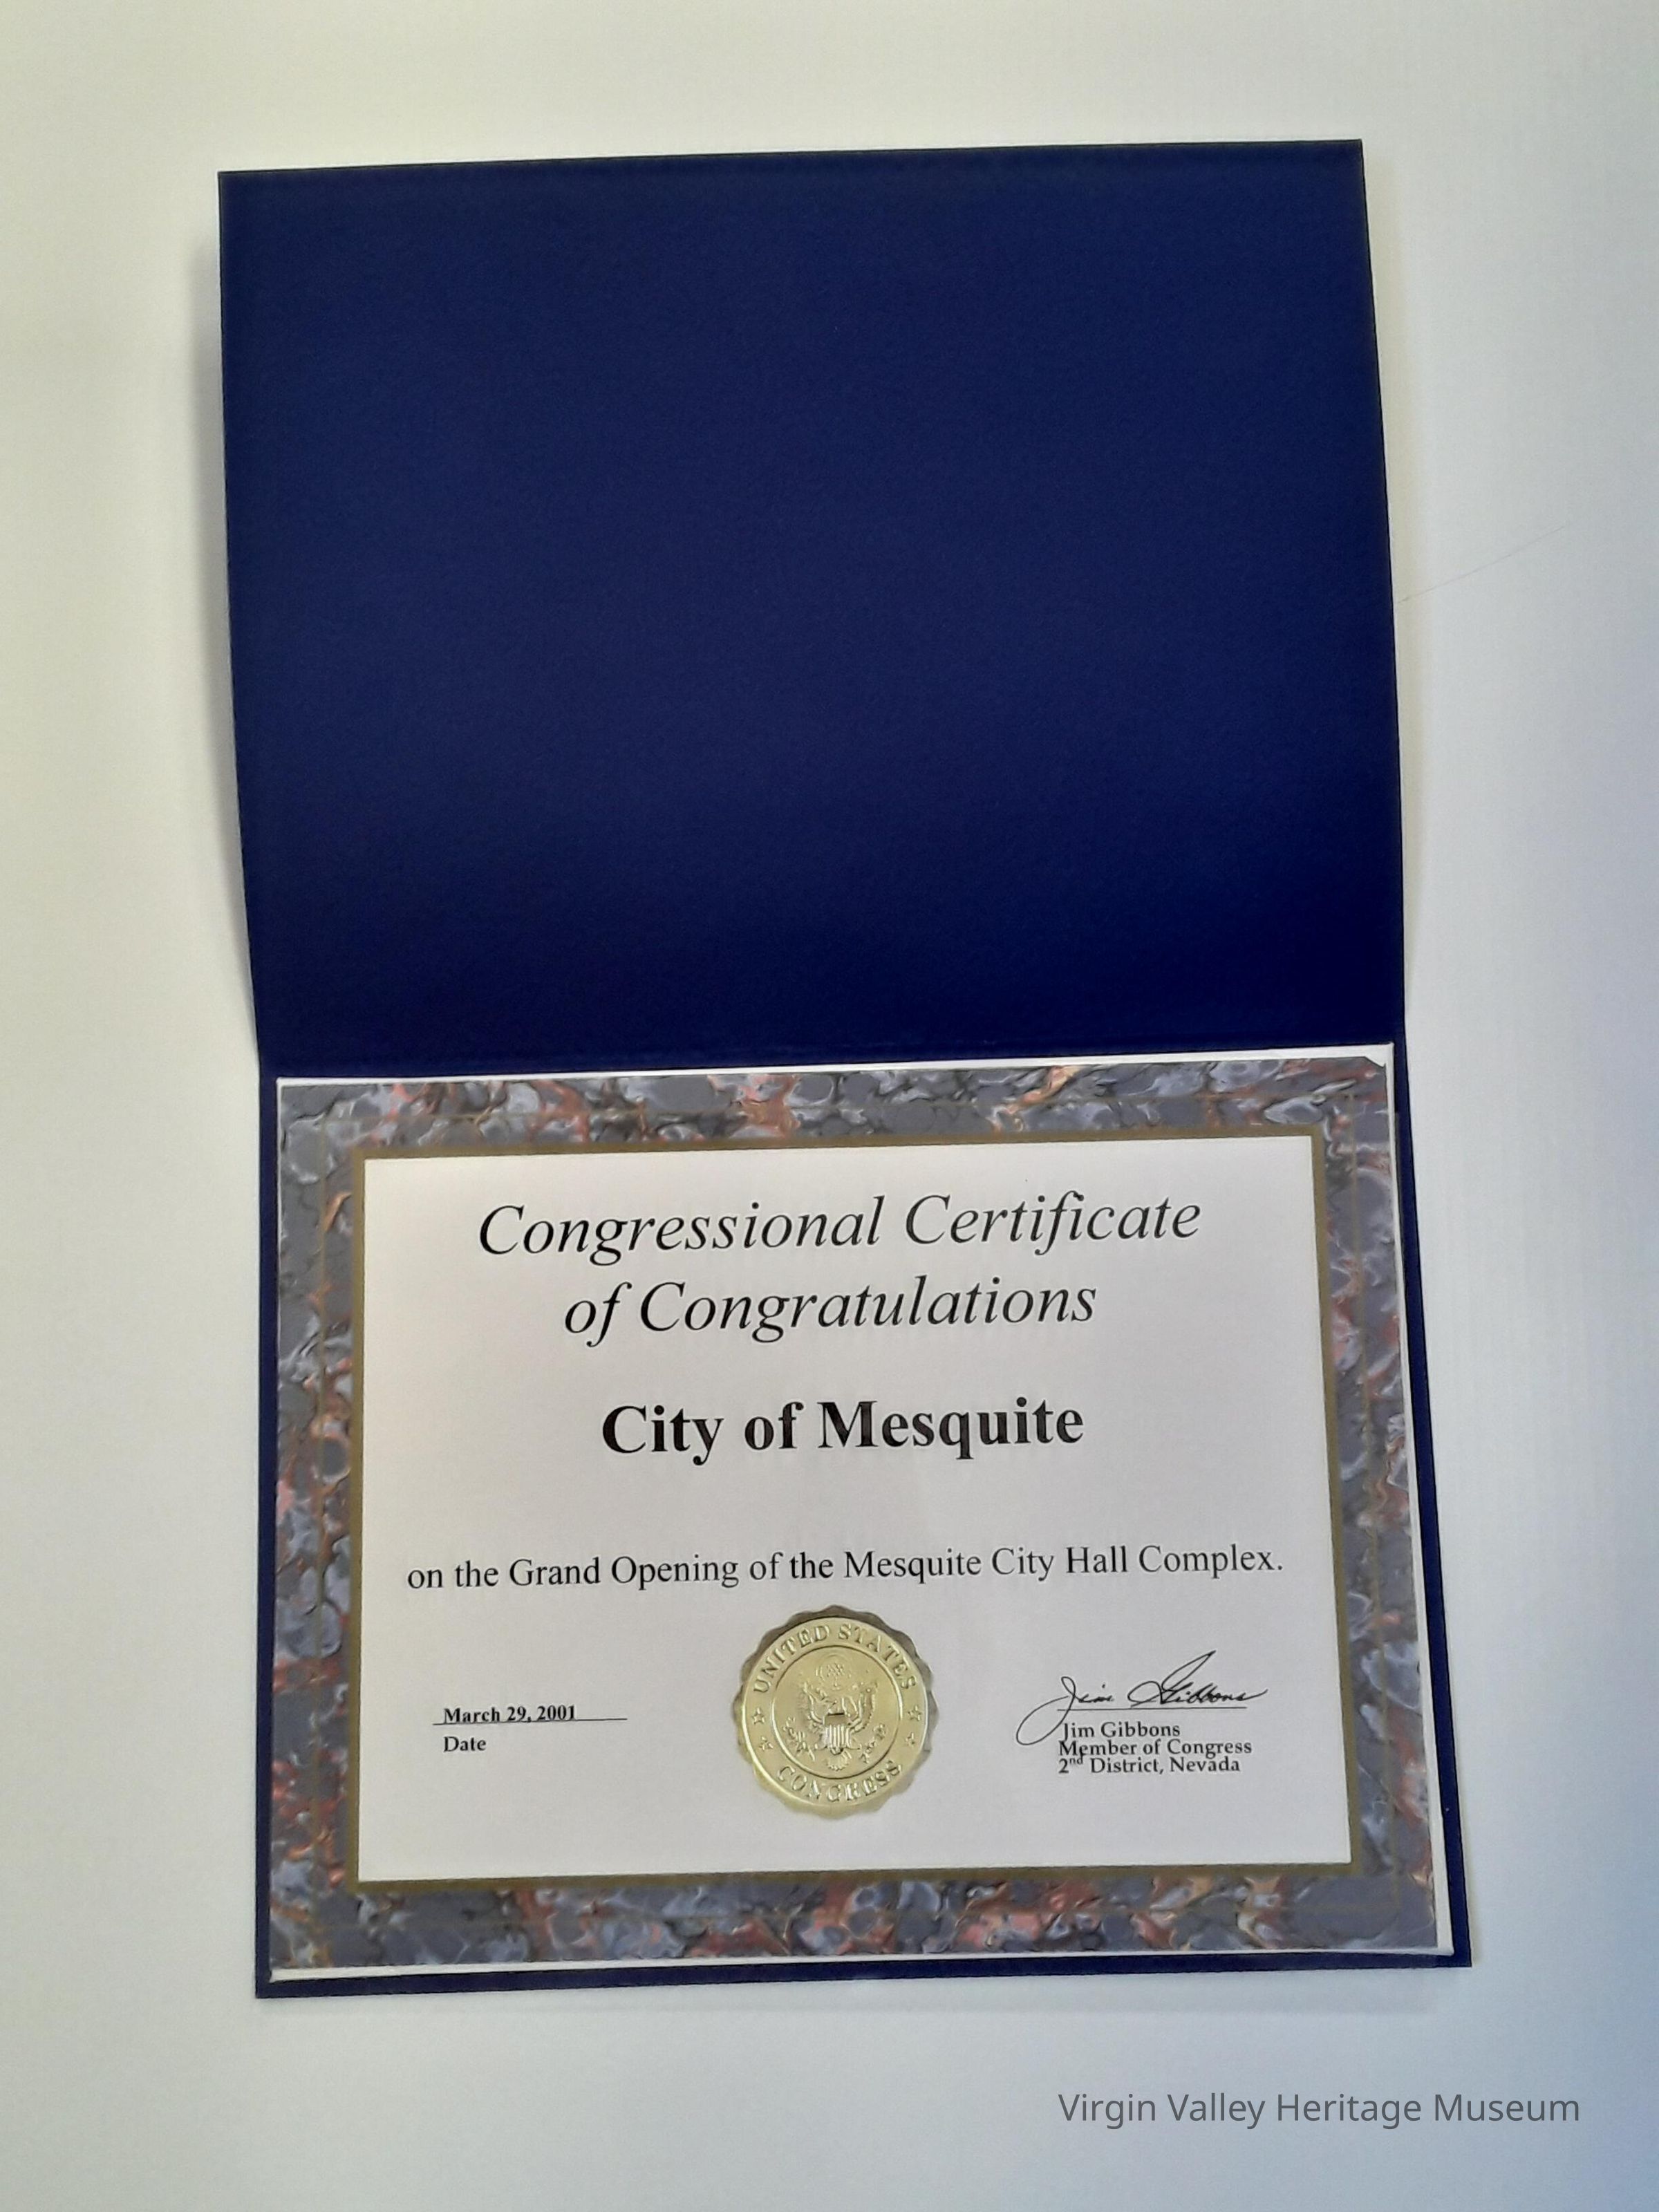 Congressional Certificate
of Congratulations
City of Mesquite
on the Grand Opening of the Mesquite City Hall Complex.
UNITED STATES
CONGRESS
March 29, 2001
Date
Jim Gibbons
Jim Gibbons
Member of Congress
2nd District, Nevada
Virgin Valley Heritage Museum